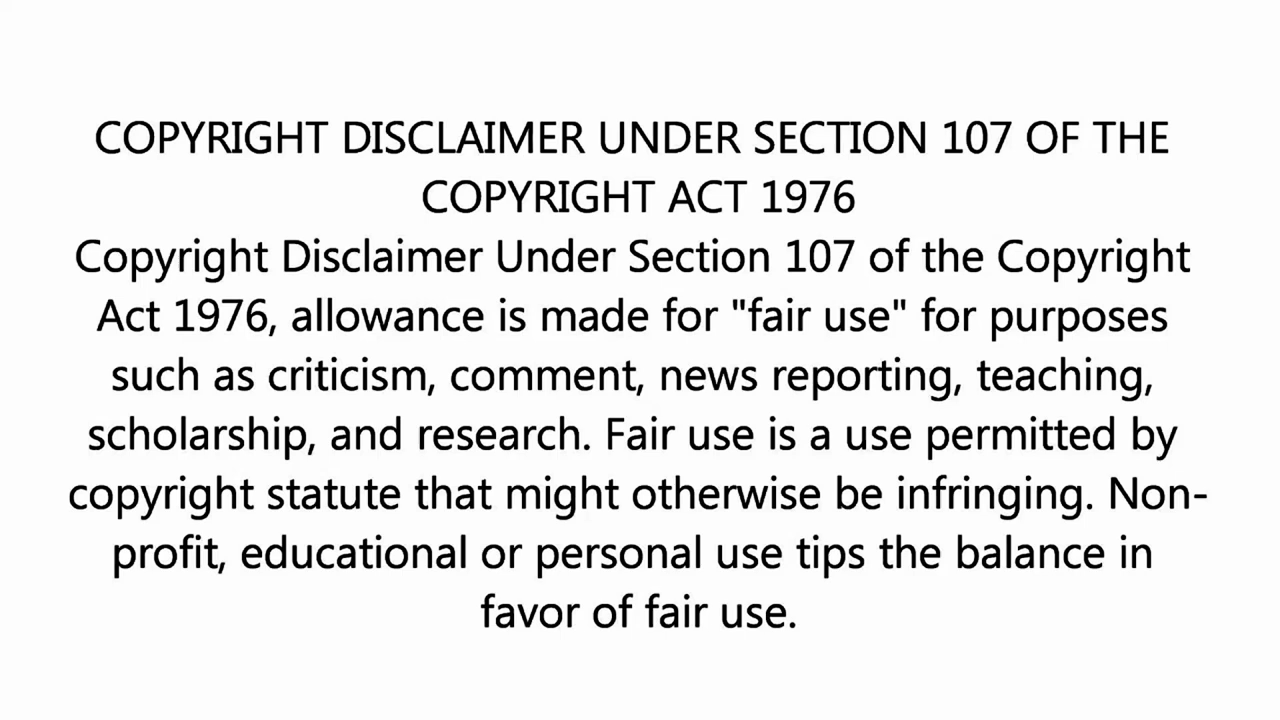 COPYRIGHT DISCLAIMER UNDER SECTION 107 OF THE
COPYRIGHT ACT 1976
Copyright Disclaimer Under Section 107 of the Copyright
Act 1976, allowance is made for "fair use" for purposes
such as criticism, comment, news reporting, teaching,
scholarship, and research. Fair use is a use permitted by
copyright statute that might otherwise be infringing. Non-
profit, educational or personal use tips the balance in
favor of fair use.